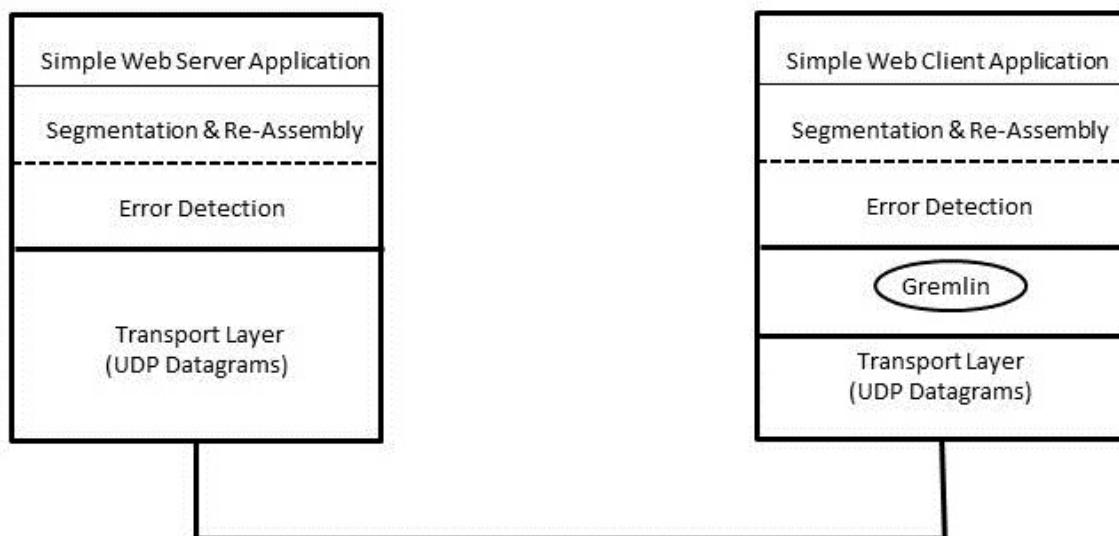 Simple Web Server Application
Segmentation & Re-Assembly
Error Detection
Transport Layer
(UDP Datagrams)
Simple Web Client Application
Segmentation & Re-Assembly
Error Detection
Gremlin
Transport Layer
(UDP Datagrams)